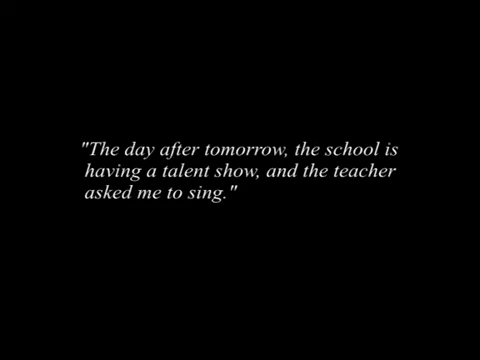 "The day after tomorrow, the school is
having a talent show, and the teacher
asked me to sing."